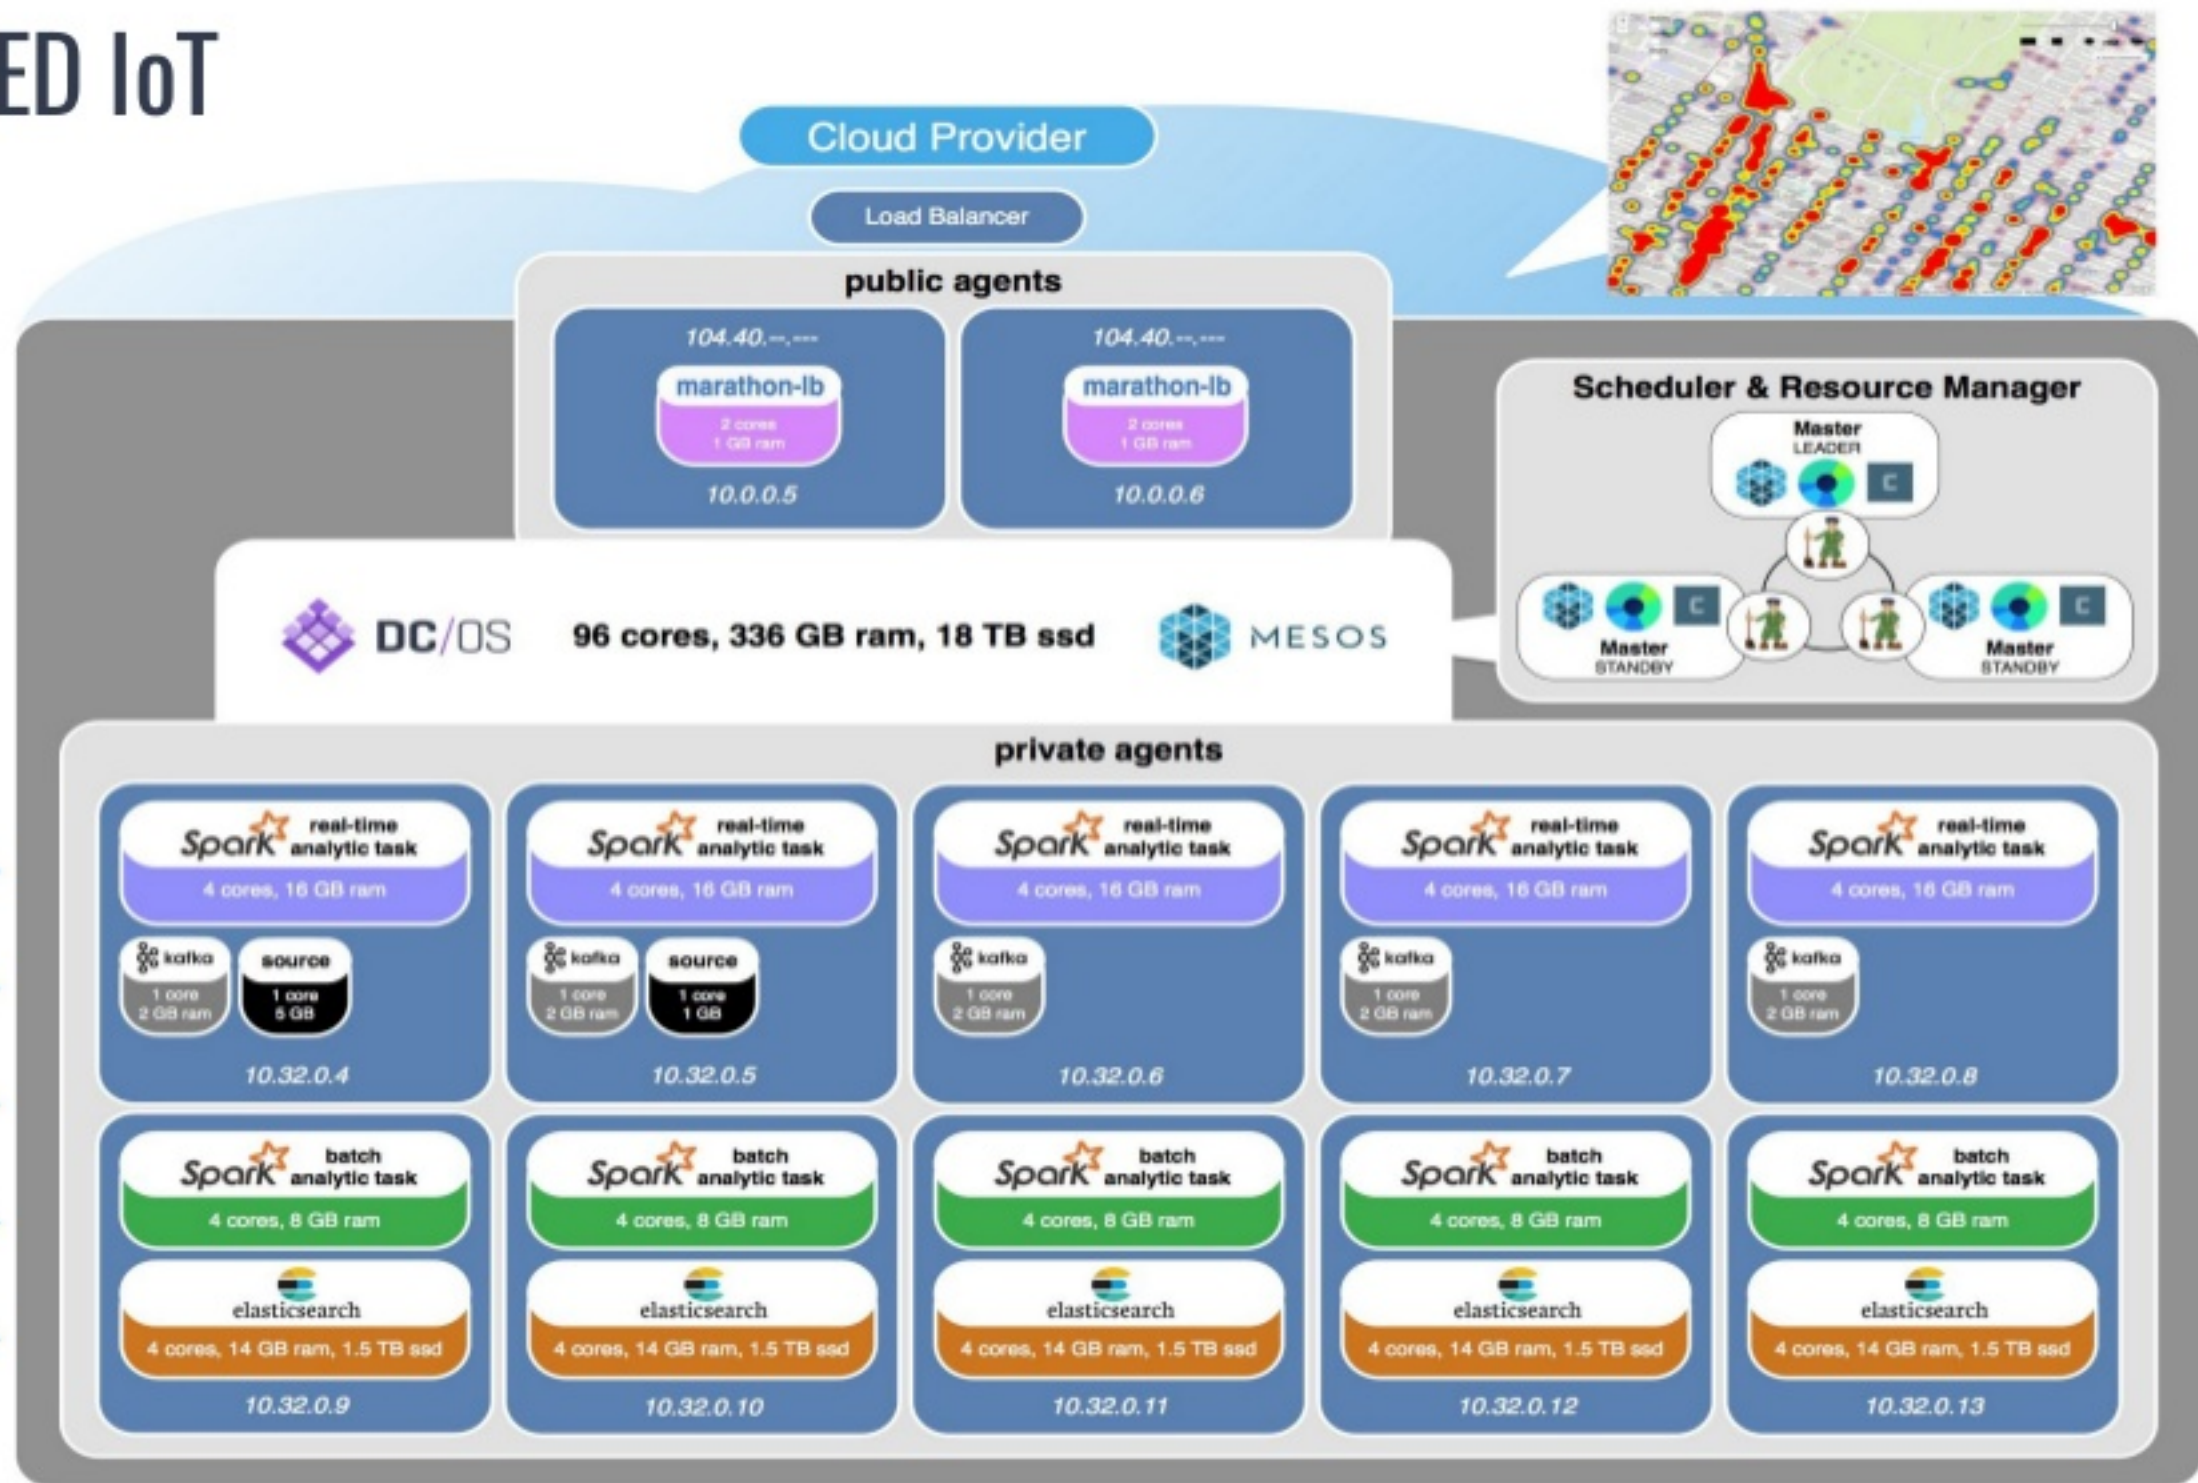 ED IoT
Cloud Provider
Load Balancer
public agents
104.40.--.---
marathon-lb
2 cores
1 GB ram
10.0.0.5
104.40.--.---
marathon-lb
2 cores
1 GB ram
10.0.0.6
Scheduler & Resource Manager
Master
LEADER
C
C
Master
STANDBY
C
Master
STANDBY
DC/OS
96 cores, 336 GB ram, 18 TB ssd
MESOS
private agents
Spark real-time
analytic task
4 cores, 16 GB ram
kafka
1 core
2 GB ram
source
1 core
5 GB
10.32.0.4
Spark real-time
analytic task
4 cores, 16 GB ram
kafka
1 core
2 GB ram
source
1 core
1 GB
10.32.0.5
Spark real-time
analytic task
4 cores, 16 GB ram
kafka
1 core
2 GB ram
10.32.0.6
Spark real-time
analytic task
4 cores, 16 GB ram
kafka
1 core
2 GB ram
10.32.0.7
Spark real-time
analytic task
4 cores, 16 GB ram
kafka
1 core
2 GB ram
10.32.0.8
Spark batch
analytic task
4 cores, 8 GB ram
elasticsearch
4 cores, 14 GB ram, 1.5 TB ssd
10.32.0.9
Spark batch
analytic task
4 cores, 8 GB ram
elasticsearch
4 cores, 14 GB ram, 1.5 TB ssd
10.32.0.10
Spark batch
analytic task
4 cores, 8 GB ram
elasticsearch
4 cores, 14 GB ram, 1.5 TB ssd
10.32.0.11
Spark batch
analytic task
4 cores, 8 GB ram
elasticsearch
4 cores, 14 GB ram, 1.5 TB ssd
10.32.0.12
Spark batch
analytic task
4 cores, 8 GB ram
elasticsearch
4 cores, 14 GB ram, 1.5 TB ssd
10.32.0.13